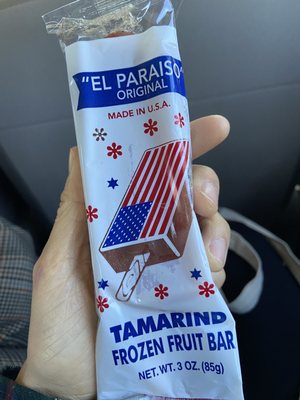 "EL PARAISO"
ORIGINAL
MADE IN U.S.A.
TAMARIND
FROZEN FRUIT BAR
NET. WT. 3 OZ. (85g)